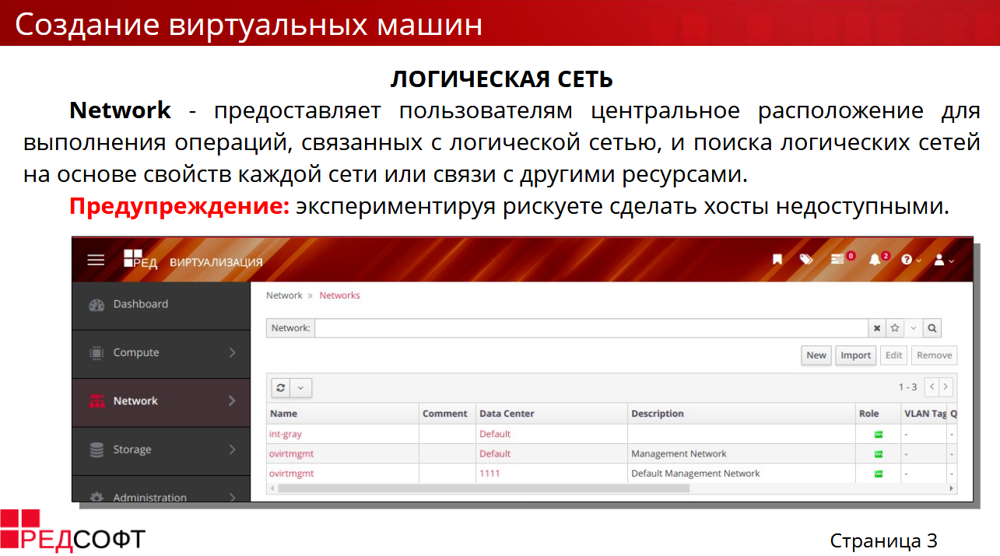 Создание виртуальных машин
ЛОГИЧЕСКАЯ СЕТЬ
Network - предоставляет пользователям центральное расположение для
выполнения операций, связанных с логической сетью, и поиска логических сетей
на основе свойств каждой сети или связи с другими ресурсами.
Предупреждение: экспериментируя рискуете сделать хосты недоступными.
РЕД ВИРТУАЛИЗАЦИЯ 0 2
Dashboard
Compute
Network
Storage
Administration
Network » Networks
Network:
New Import Edit Remove
1 - 3
Name Comment Data Center Description Role VLAN Tag Q
int-gray Default vm - -
ovirtmgmt Default Management Network vm - -
ovirtmgmt 1111 Default Management Network vm - -
РЕДСОФТ
Страница 3